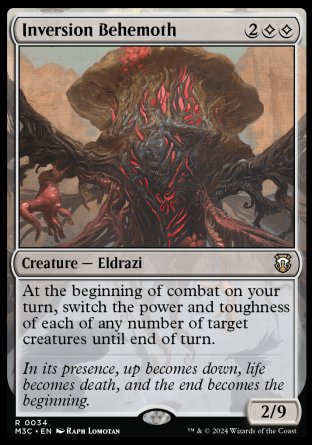 Inversion Behemoth 2◇◇
Creature — Eldrazi
At the beginning of combat on your
turn, switch the power and toughness
of each of any number of target
creatures until end of turn.
In its presence, up becomes down, life
becomes death, and the end becomes the
beginning.
2/9
R 0034
M3C • EN Raph Lomotan
™ & © 2024 Wizards of the Coast